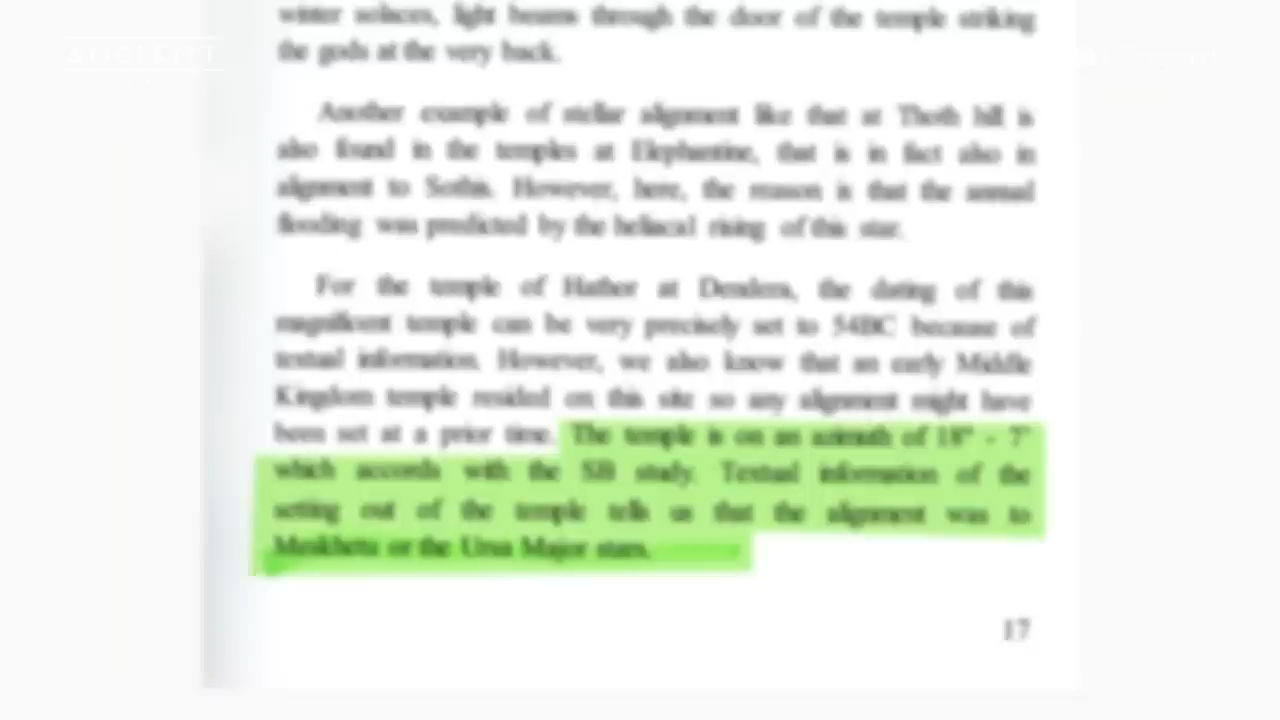 winter solstices, light beams through the door of the temple striking
the gods at the very back.
Another example of stellar alignment like that at Thoth hill is
also found in the temples at Elephantine, that is in fact also in
alignment to Sothis. However, here, the reason is that the annual
flooding was predicted by the heliacal rising of this star.
For the temple of Hathor at Dendera, the dating of this
magnificent temple can be very precisely set to 54BC because of
textual information. However, we also know that an early Middle
Kingdom temple resided on this site so any alignment might have
been set at a prior time. The temple is on an azimuth of 18° - 7'
which accords with the SB study. Textual information of the
setting out of the temple tells us that the alignment was to
Meskhetu or the Ursa Major stars.
17